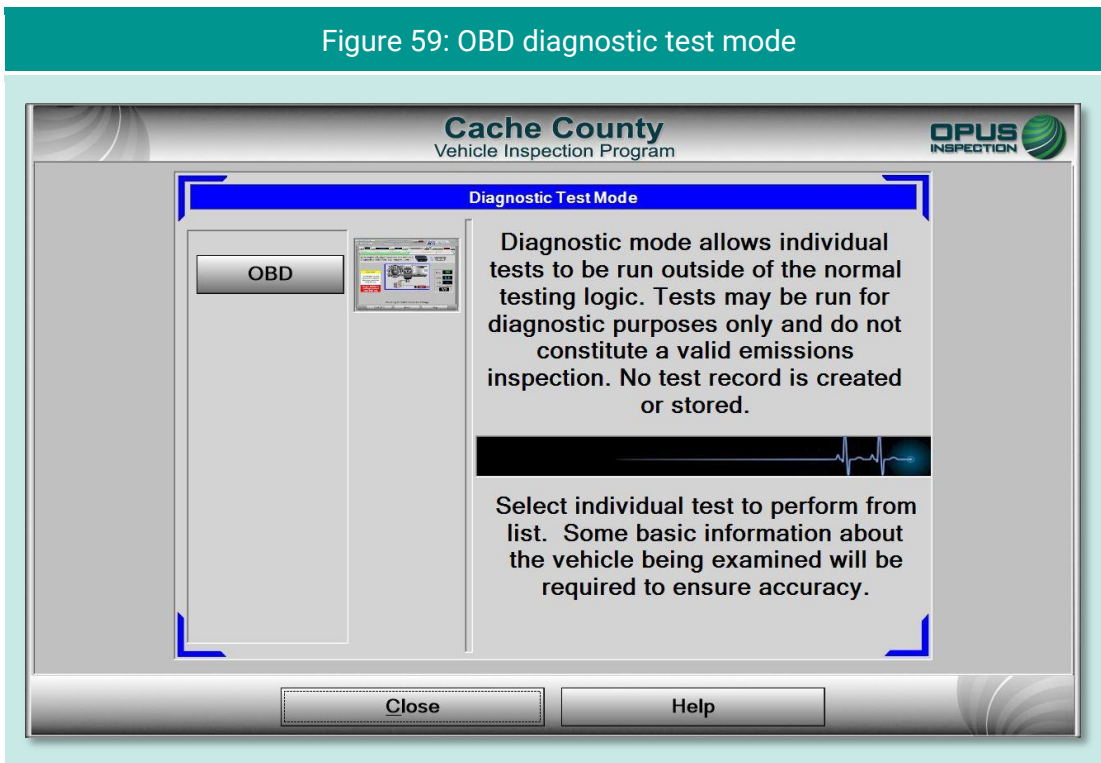 Figure 59: OBD diagnostic test mode
Cache County
Vehicle Inspection Program
OPUS
INSPECTION
Diagnostic Test Mode
OBD
Diagnostic mode allows individual
tests to be run outside of the normal
testing logic. Tests may be run for
diagnostic purposes only and do not
constitute a valid emissions
inspection. No test record is created
or stored.
Select individual test to perform from
list. Some basic information about
the vehicle being examined will be
required to ensure accuracy.
Close
Help